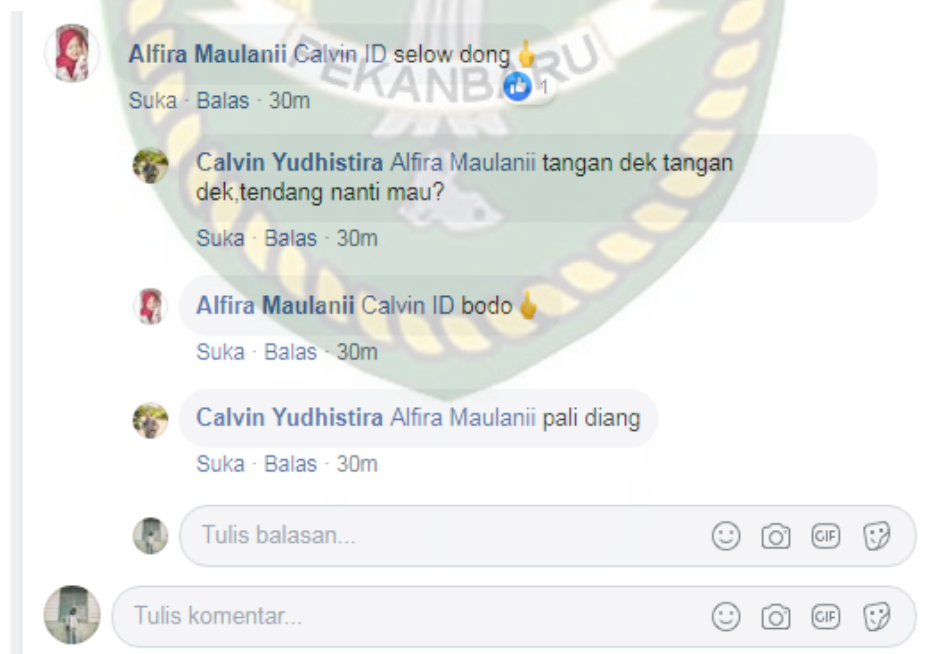 Alfira Maulanii Calvin ID selow dong🖕
PEKANBARU
1
Suka · Balas · 30m
Calvin Yudhistira Alfira Maulanii tangan dek tangan
dek,tendang nanti mau?
Suka · Balas · 30m
Alfira Maulanii Calvin ID bodo🖕
Suka · Balas · 30m
Calvin Yudhistira Alfira Maulanii pali diang
Suka · Balas · 30m
Tulis balasan...
GIF
Tulis komentar...
GIF